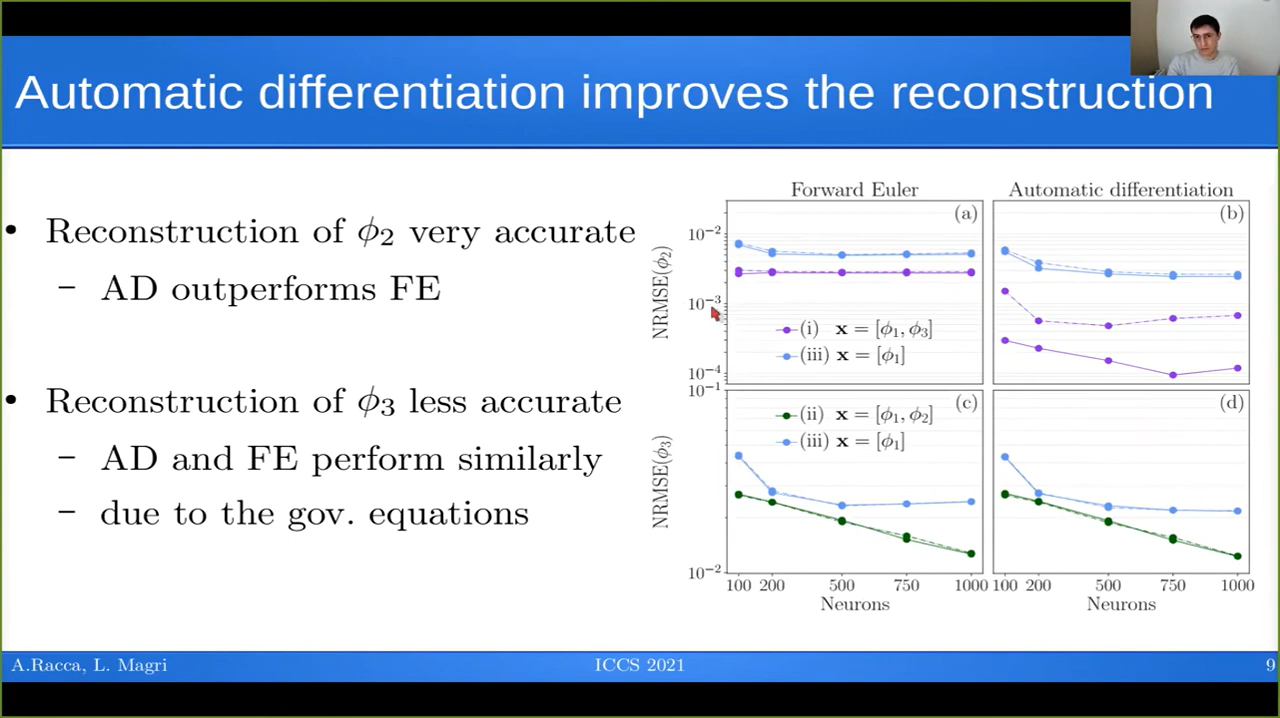 Automatic differentiation improves the reconstruction
• Reconstruction of ϕ₂ very accurate
− AD outperforms FE
• Reconstruction of ϕ₃ less accurate
− AD and FE perform similarly
− due to the gov. equations
Forward Euler
Automatic differentiation
(a)
(b)
NRMSE(ϕ₂)
10⁻²
10⁻³
10⁻⁴
(i) x = [ϕ₁, ϕ₃]
(iii) x = [ϕ₁]
(c)
(d)
NRMSE(ϕ₃)
10⁻¹
10⁻²
(ii) x = [ϕ₁, ϕ₂]
(iii) x = [ϕ₁]
100 200 500 750 1000
100 200 500 750 1000
Neurons
Neurons
A.Racca, L. Magri
ICCS 2021
9